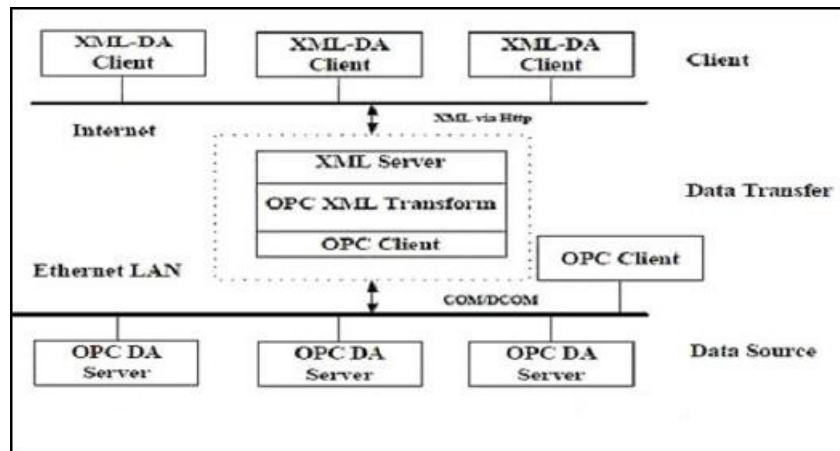 XML-DA
Client
XML-DA
Client
XML-DA
Client
Client
Internet
XML via Http
XML Server
OPC XML Transform
OPC Client
Data Transfer
Ethernet LAN
OPC Client
COM/DCOM
OPC DA
Server
OPC DA
Server
OPC DA
Server
Data Source